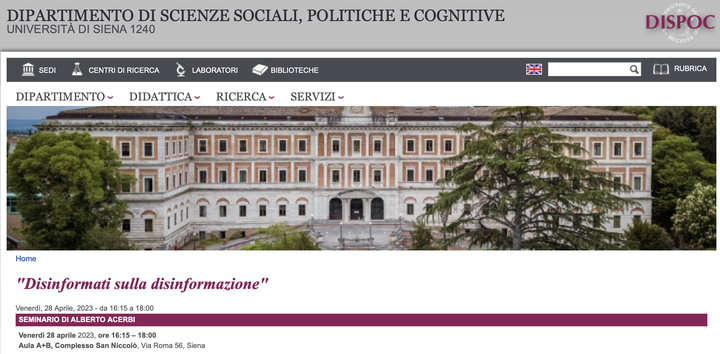 DIPARTIMENTO DI SCIENZE SOCIALI, POLITICHE E COGNITIVE
UNIVERSITÀ DI SIENA 1240
DISPOC
SEDI
CENTRI DI RICERCA
LABORATORI
BIBLIOTECHE
RUBRICA
DIPARTIMENTO
DIDATTICA
RICERCA
SERVIZI
Home
"Disinformati sulla disinformazione"
Venerdì, 28 Aprile, 2023 - da 16:15 a 18:00
SEMINARIO DI ALBERTO ACERBI
Venerdì 28 aprile 2023, ore 16:15 – 18:00
Aula A+B, Complesso San Niccolò, Via Roma 56, Siena